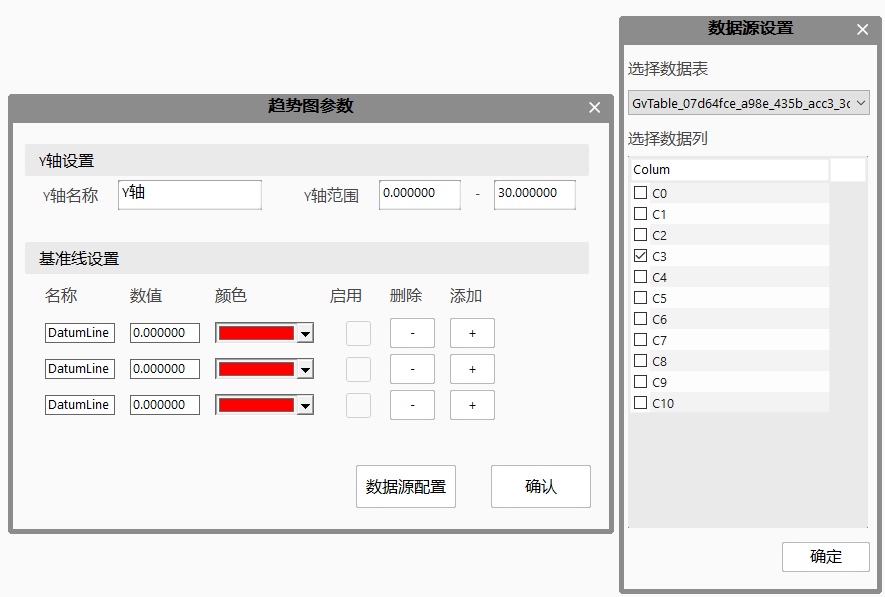 趋势图参数
Y轴设置
Y轴名称 Y轴 Y轴范围 0.000000 - 30.000000
基准线设置
名称 数值 颜色 启用 删除 添加
DatumLine 0.000000 - +
DatumLine 0.000000 - +
DatumLine 0.000000 - +
数据源配置 确认
数据源设置
选择数据表
GvTable_07d64fce_a98e_435b_acc3_3c
选择数据列
Colum
C0
C1
C2
C3
C4
C5
C6
C7
C8
C9
C10
确定